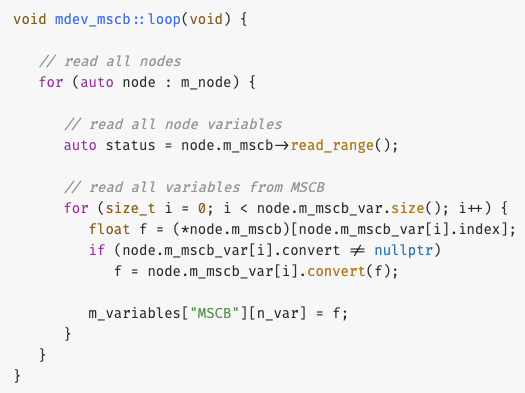 void mdev_mscb::loop(void) {
// read all nodes
for (auto node : m_node) {
// read all node variables
auto status = node.m_mscb→read_range();
// read all variables from MSCB
for (size_t i = 0; i < node.m_mscb_var.size(); i++) {
float f = (*node.m_mscb)[node.m_mscb_var[i].index];
if (node.m_mscb_var[i].convert ≠ nullptr)
f = node.m_mscb_var[i].convert(f);
m_variables["MSCB"][n_var] = f;
}
}
}